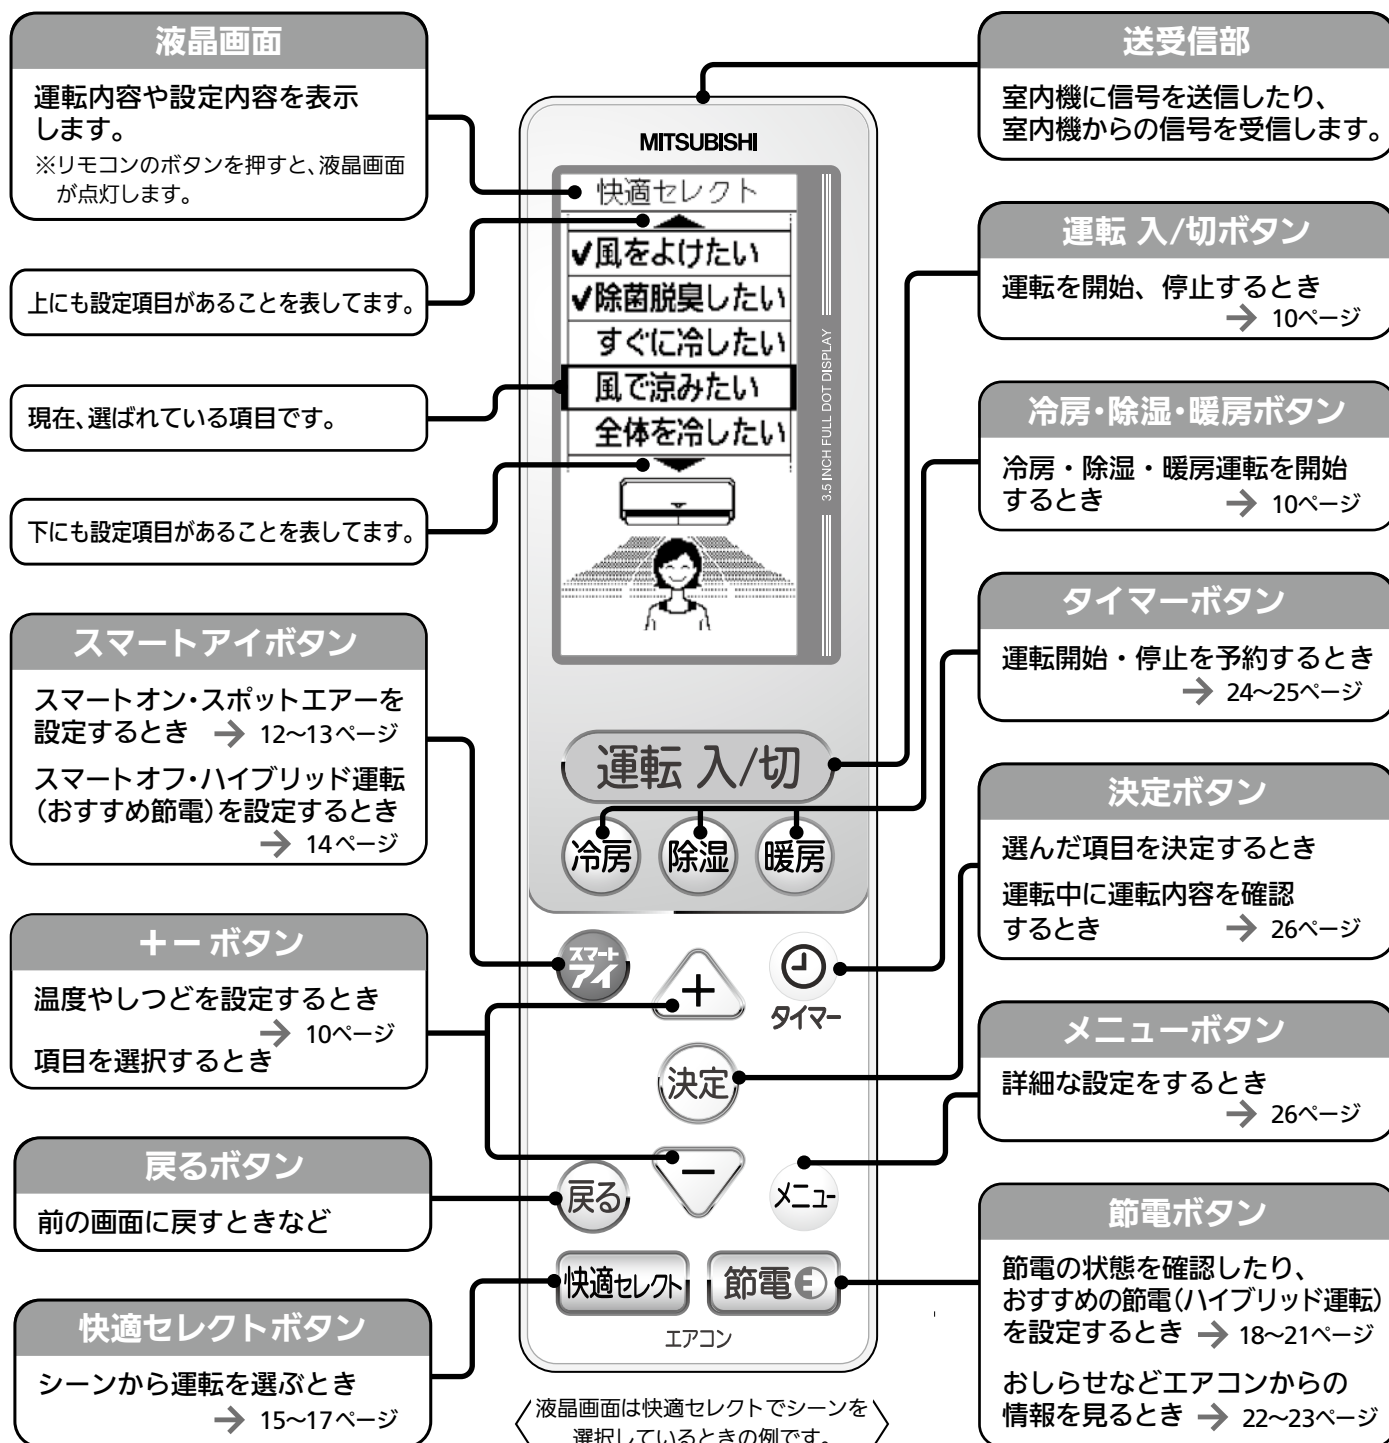 液晶画面
運転内容や設定内容を表示
します。
※リモコンのボタンを押すと、液晶画面
が点灯します。
上にも設定項目があることを表してます。
現在、選ばれている項目です。
下にも設定項目があることを表してます。
スマートアイボタン
スマートオン・スポットエアーを
設定するとき → 12~13ページ
スマートオフ・ハイブリッド運転
(おすすめ節電)を設定するとき
→ 14ページ
+-ボタン
温度やしつどを設定するとき
→ 10ページ
項目を選択するとき
戻るボタン
前の画面に戻すときなど
快適セレクトボタン
シーンから運転を選ぶとき
→ 15~17ページ
MITSUBISHI
快適セレクト
✓風をよけたい
✓除菌脱臭したい
すぐに冷したい
風で涼みたい
全体を冷したい
3.5 INCH FULL DOT DISPLAY
運転 入/切
冷房
除湿
暖房
スマート
アイ
+
タイマー
決定
-
戻る
メニュー
快適セレクト
節電
エアコン
液晶画面は快適セレクトでシーンを
選択しているときの例です。
送受信部
室内機に信号を送信したり、
室内機からの信号を受信します。
運転 入/切ボタン
運転を開始、停止するとき
→ 10ページ
冷房・除湿・暖房ボタン
冷房・除湿・暖房運転を開始
するとき → 10ページ
タイマーボタン
運転開始・停止を予約するとき
→ 24~25ページ
決定ボタン
選んだ項目を決定するとき
運転中に運転内容を確認
するとき → 26ページ
メニューボタン
詳細な設定をするとき
→ 26ページ
節電ボタン
節電の状態を確認したり、
おすすめの節電(ハイブリッド運転)
を設定するとき → 18~21ページ
おしらせなどエアコンからの
情報を見るとき → 22~23ページ